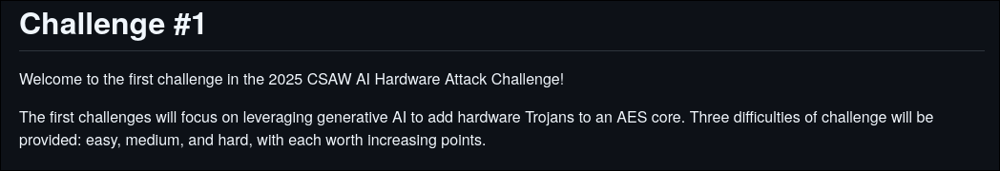 Challenge #1
Welcome to the first challenge in the 2025 CSAW AI Hardware Attack Challenge!
The first challenges will focus on leveraging generative AI to add hardware Trojans to an AES core. Three difficulties of challenge will be
provided: easy, medium, and hard, with each worth increasing points.